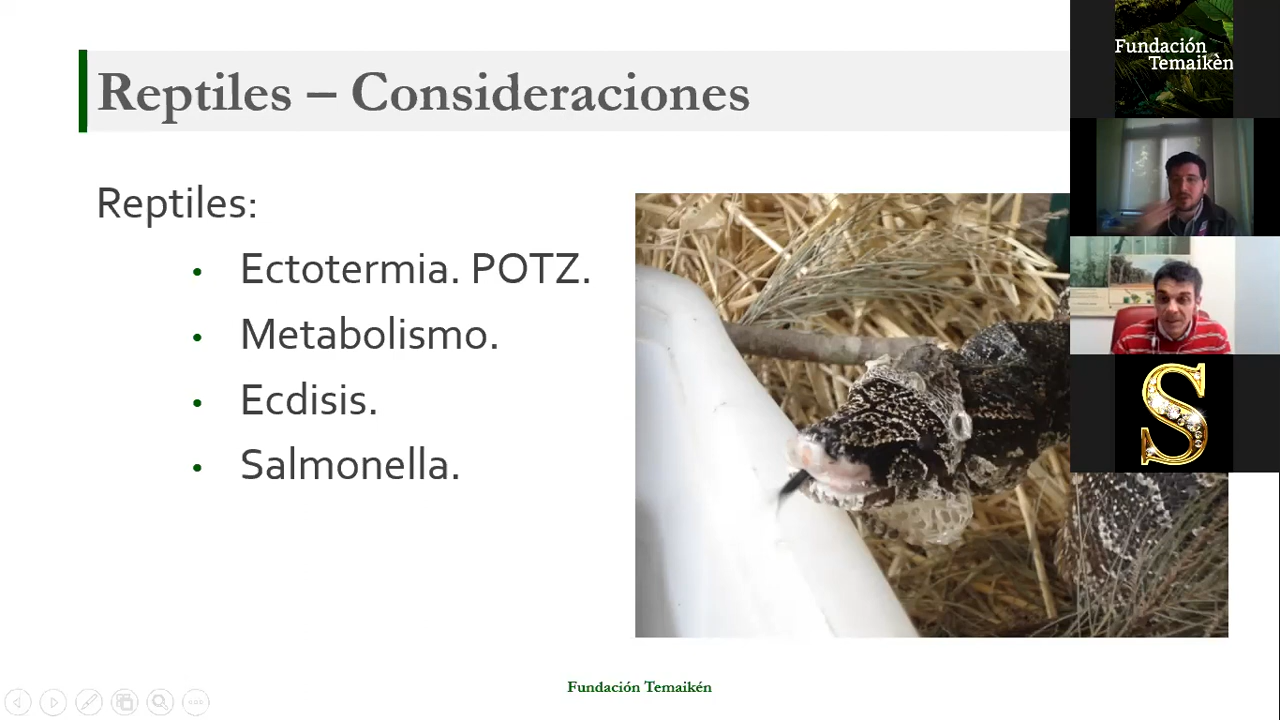 Reptiles – Consideraciones
Reptiles:
• Ectotermia. POTZ.
• Metabolismo.
• Ecdisis.
• Salmonella.
Fundación Temaikén
Fundación
Temaikèn
S